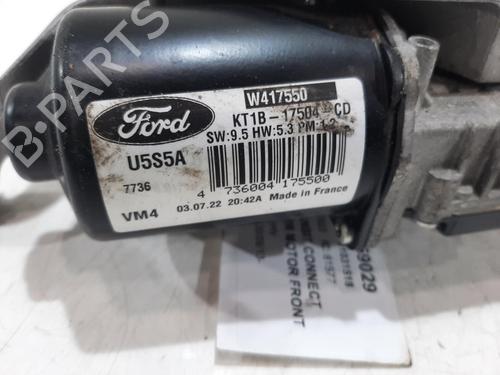 W417550
Ford
KT1B-17504 CD
SW:9.5 HW:5.3 PM:1.2
U5S5A
7736
4 736004 175500
VM4
03.07.22 20:42A Made in France
9029
CONNECT
MOTOR FRONT
B-PARTS